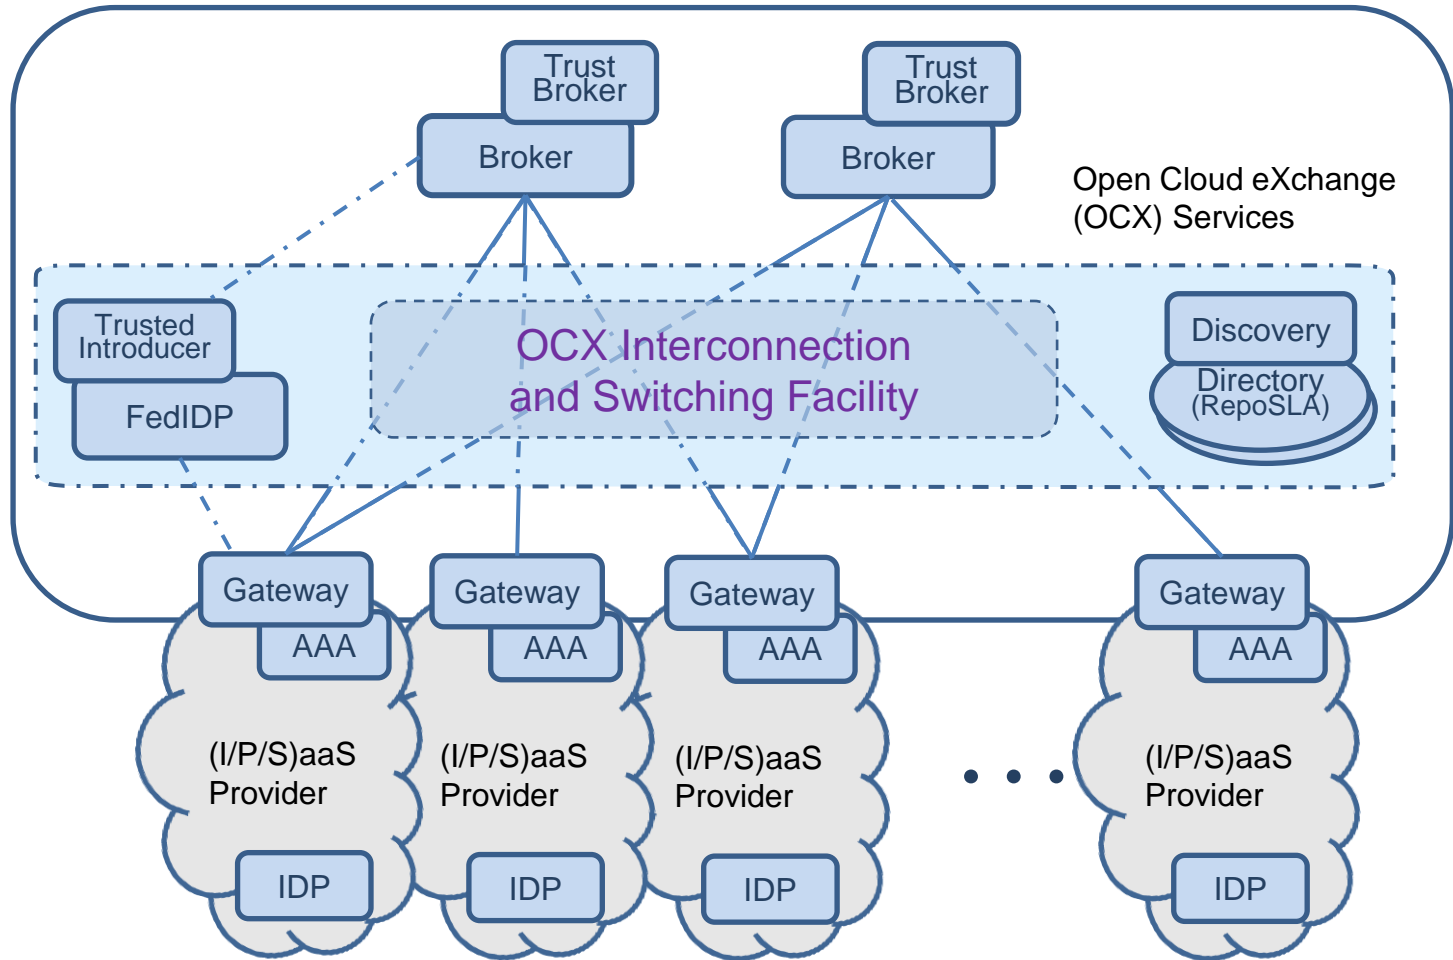 Trust
Broker
Broker
Trust
Broker
Broker
Open Cloud eXchange
(OCX) Services
Trusted
Introducer
FedIDP
OCX Interconnection
and Switching Facility
Discovery
Directory
(RepoSLA)
Gateway
AAA
(I/P/S)aaS
Provider
IDP
Gateway
AAA
(I/P/S)aaS
Provider
IDP
Gateway
AAA
(I/P/S)aaS
Provider
IDP
Gateway
AAA
(I/P/S)aaS
Provider
IDP